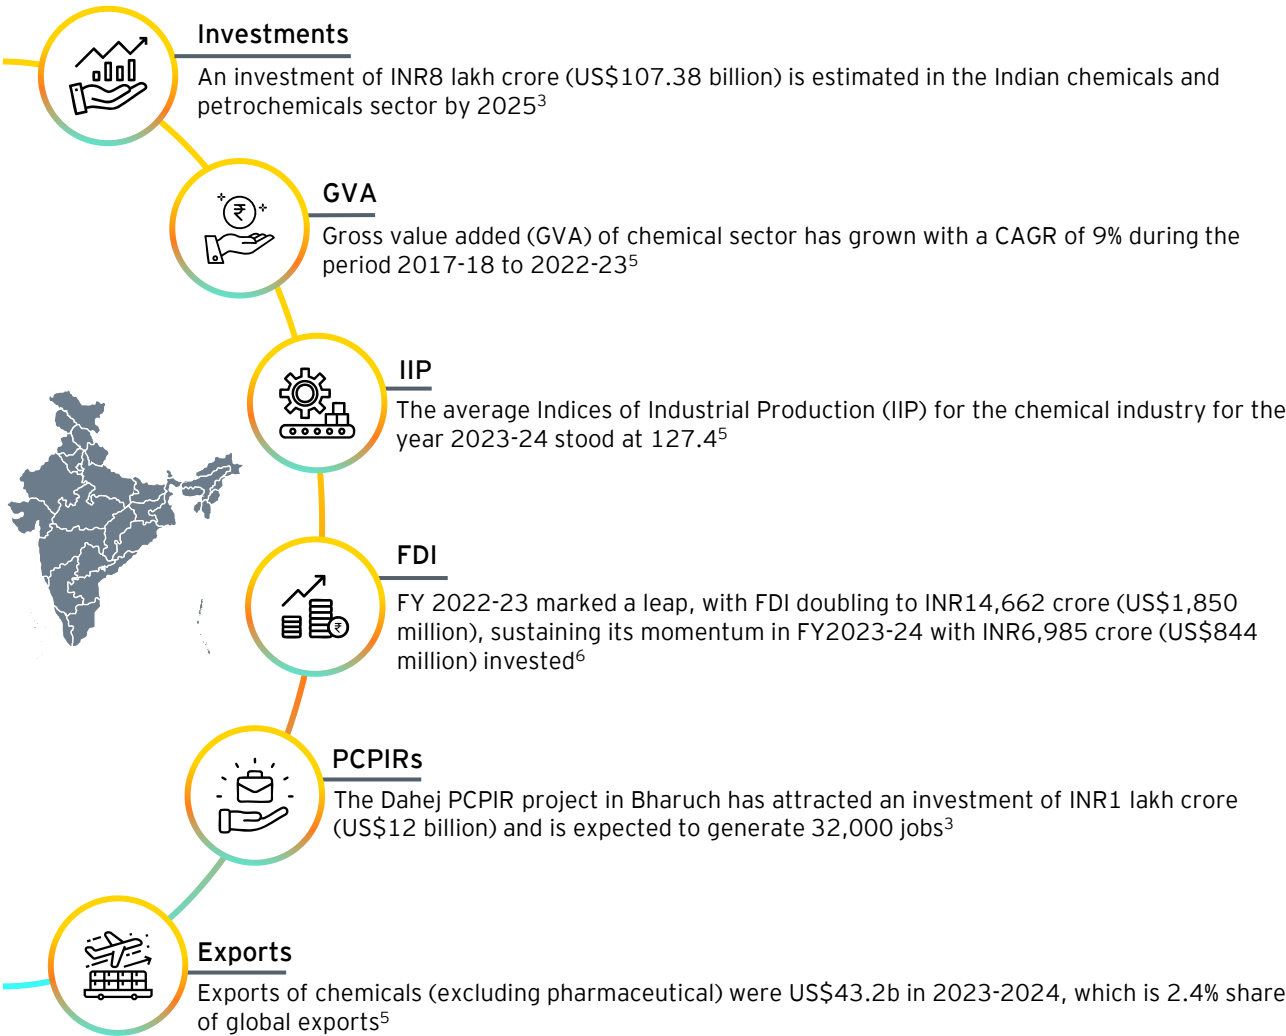 Investments
An investment of INR8 lakh crore (US$107.38 billion) is estimated in the Indian chemicals and
petrochemicals sector by 2025³
GVA
Gross value added (GVA) of chemical sector has grown with a CAGR of 9% during the
period 2017-18 to 2022-23⁵
IIP
The average Indices of Industrial Production (IIP) for the chemical industry for the
year 2023-24 stood at 127.4⁵
FDI
FY 2022-23 marked a leap, with FDI doubling to INR14,662 crore (US$1,850
million), sustaining its momentum in FY2023-24 with INR6,985 crore (US$844
million) invested⁶
PCPIRs
The Dahej PCPIR project in Bharuch has attracted an investment of INR1 lakh crore
(US$12 billion) and is expected to generate 32,000 jobs³
Exports
Exports of chemicals (excluding pharmaceutical) were US$43.2b in 2023-2024, which is 2.4% share
of global exports⁵